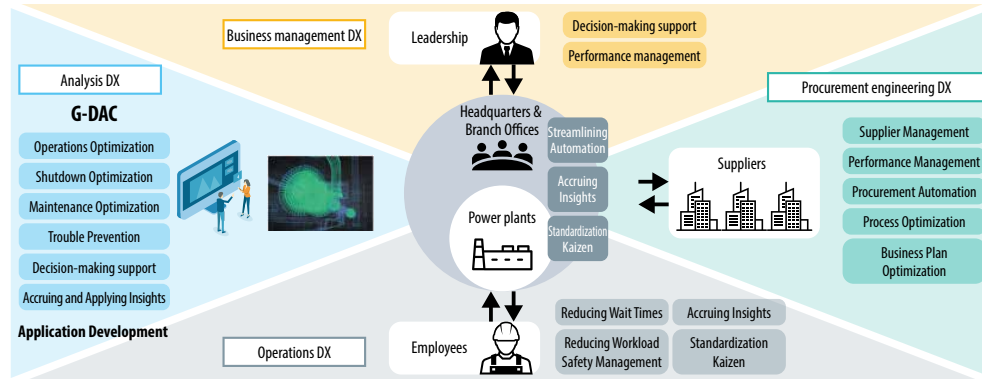 Business management DX
Leadership
Decision-making support
Performance management
Analysis DX
G-DAC
Operations Optimization
Shutdown Optimization
Maintenance Optimization
Trouble Prevention
Decision-making support
Accruing and Applying Insights
Application Development
Headquarters &
Branch Offices
Power plants
Streamlining
Automation
Accruing
Insights
Standardization
Kaizen
Procurement engineering DX
Suppliers
Supplier Management
Performance Management
Procurement Automation
Process Optimization
Business Plan
Optimization
Operations DX
Employees
Reducing Wait Times
Accruing Insights
Reducing Workload
Safety Management
Standardization
Kaizen